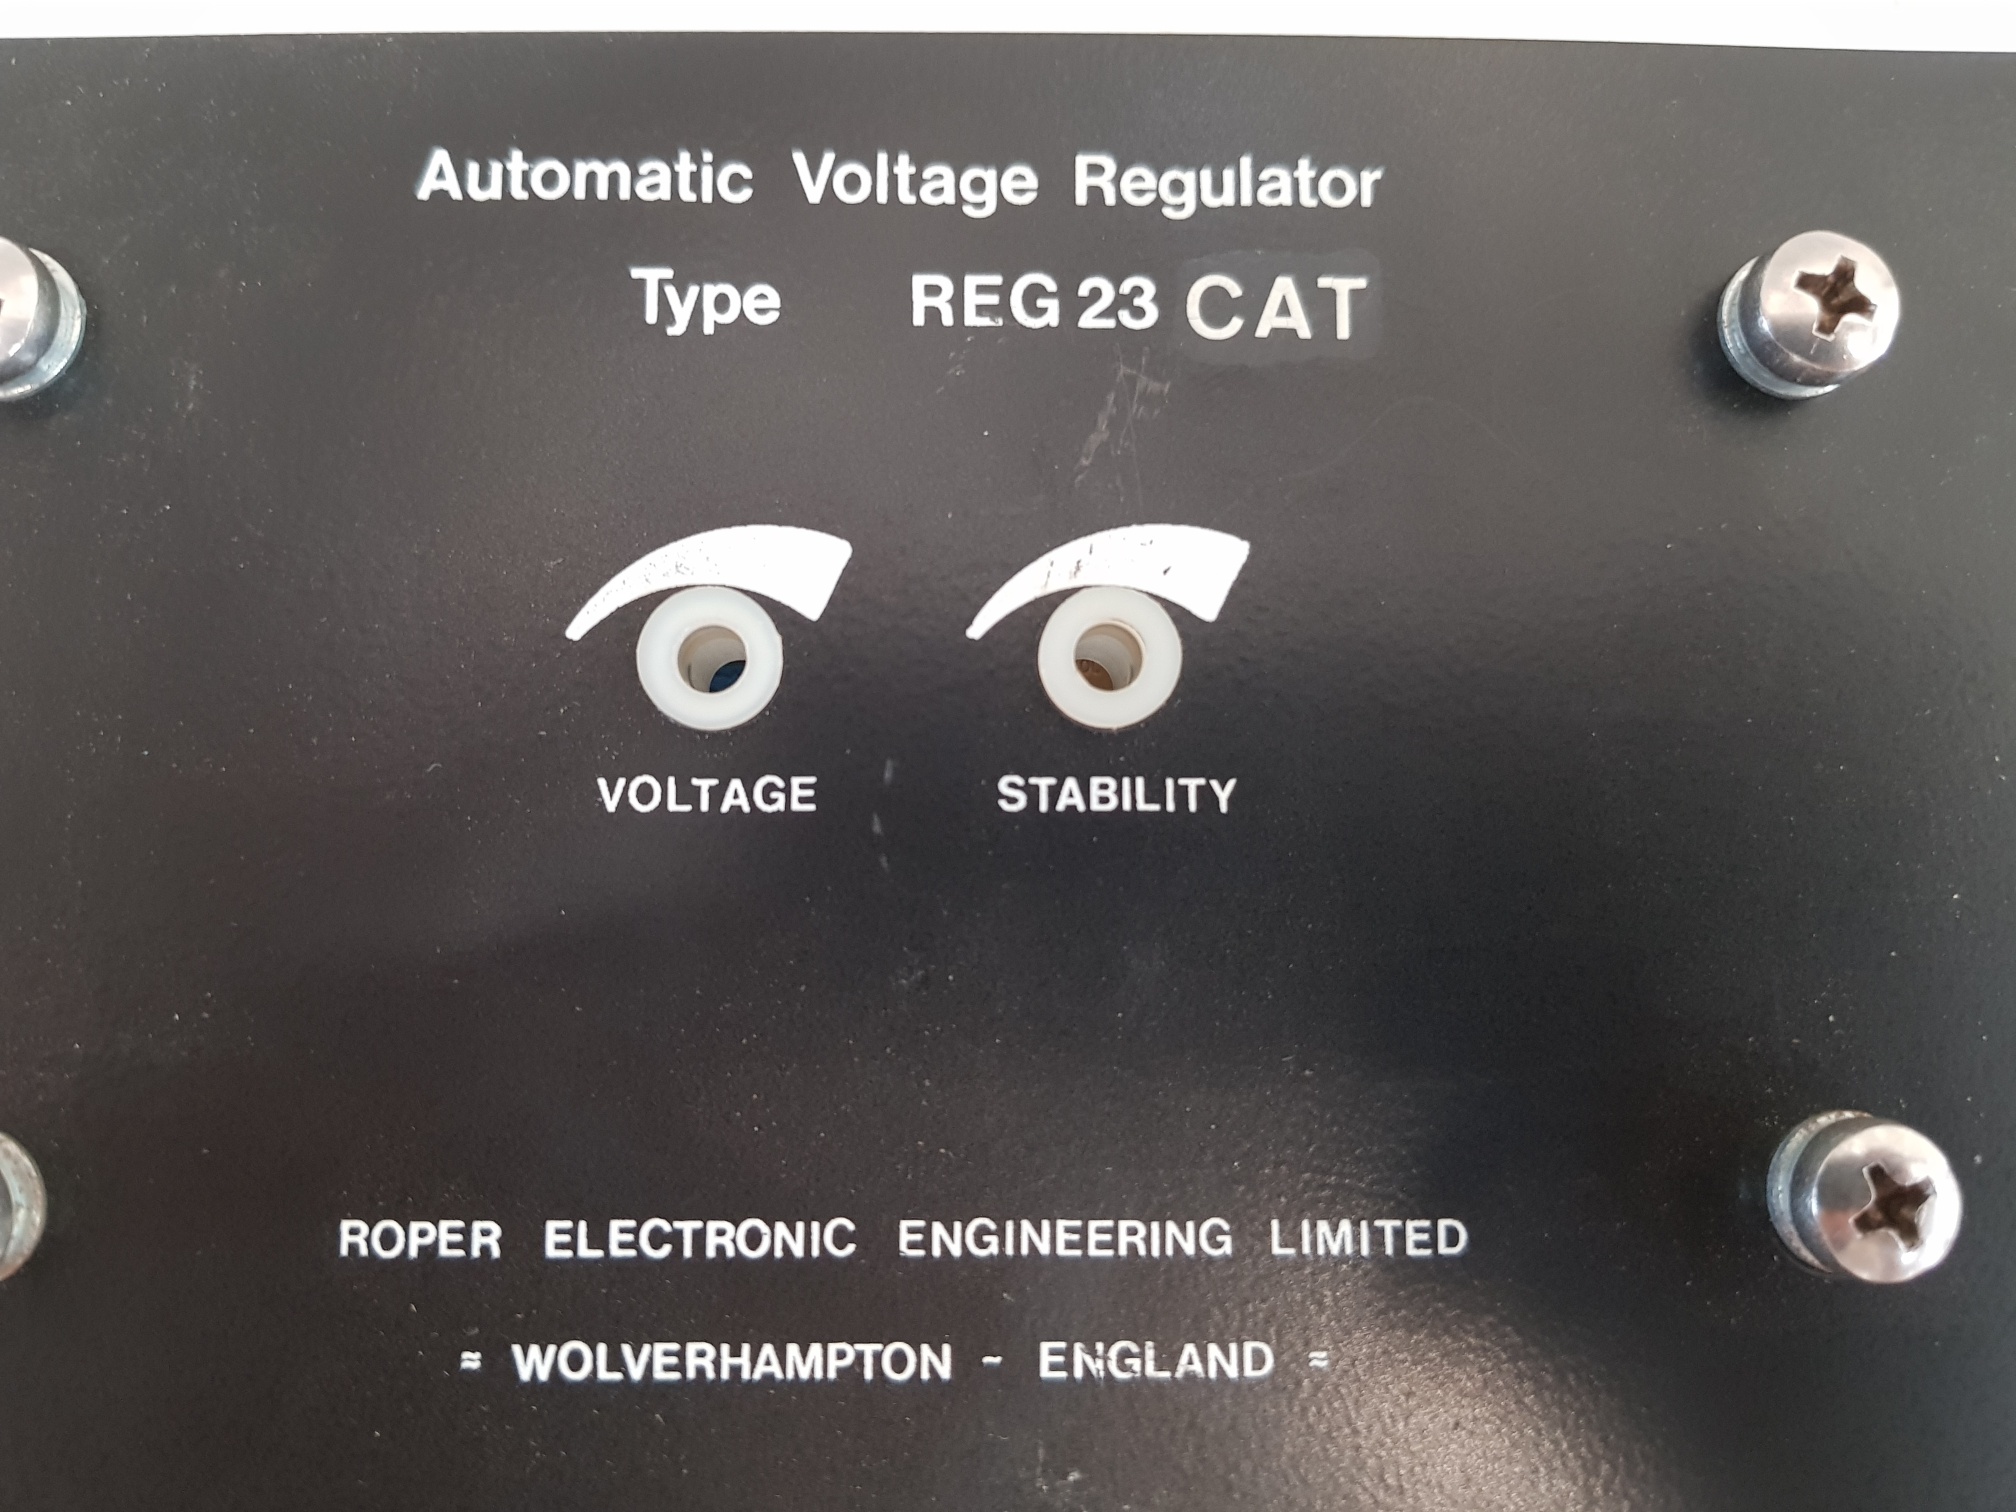 Automatic Voltage Regulator
Type REG 23 CAT
VOLTAGE STABILITY
ROPER ELECTRONIC ENGINEERING LIMITED
≈ WOLVERHAMPTON ~ ENGLAND ≈